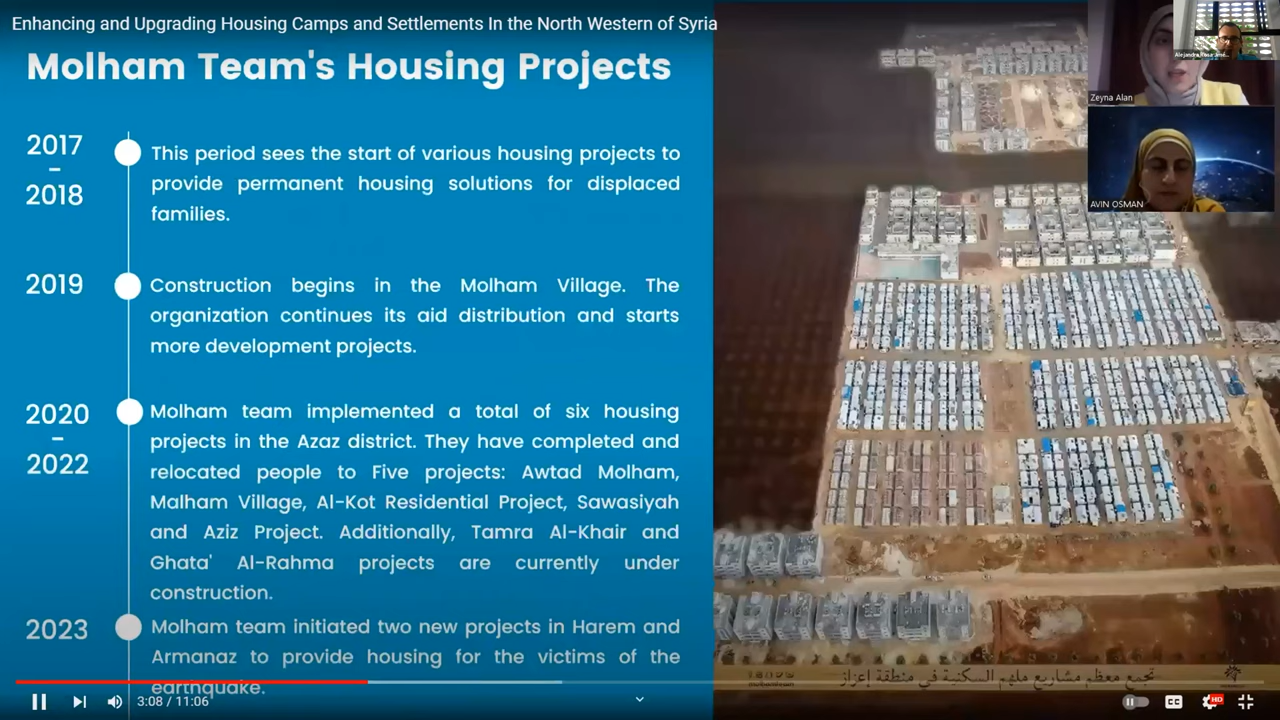 Enhancing and Upgrading Housing Camps and Settlements In the North Western of Syria
Molham Team's Housing Projects
2017
–
2018
This period sees the start of various housing projects to
provide permanent housing solutions for displaced
families.
2019
Construction begins in the Molham Village. The
organization continues its aid distribution and starts
more development projects.
2020
–
2022
Molham team implemented a total of six housing
projects in the Azaz district. They have completed and
relocated people to Five projects: Awtad Molham,
Malham Village, Al-Kot Residential Project, Sawasiyah
and Aziz Project. Additionally, Tamra Al-Khair and
Ghata' Al-Rahma projects are currently under
construction.
2023
Molham team initiated two new projects in Harem and
Armanaz to provide housing for the victims of the
earthquake.
Zeyna Alan
AVIN OSMAN
تجمع معظم مشاريع ملهم السكنية في منطقة إعزاز
3:08 / 11:06
CC
HD